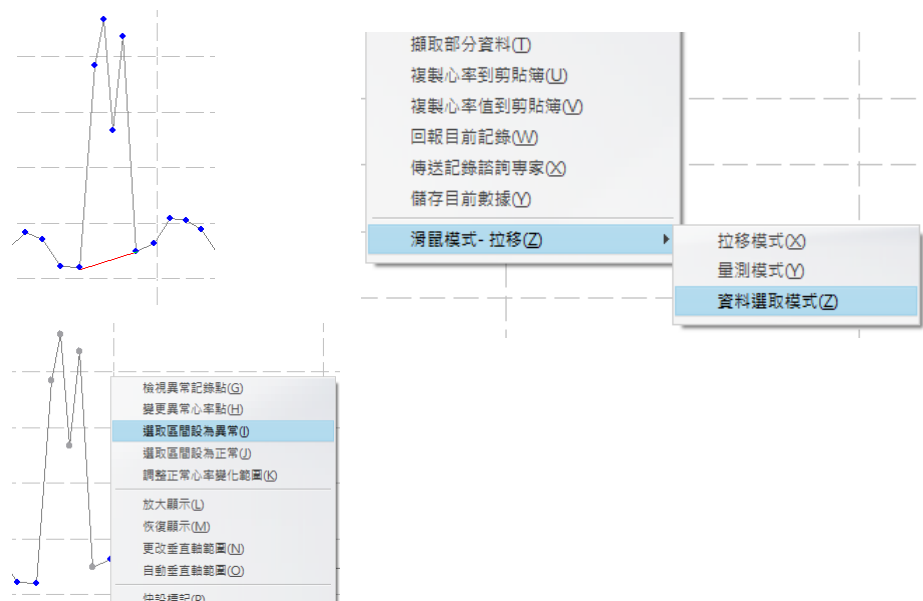 擷取部分資料(T)
複製心率到剪貼簿(U)
複製心率值到剪貼簿(V)
回報目前記錄(W)
傳送記錄諮詢專家(X)
儲存目前數據(Y)
滑鼠模式- 拉移(Z)
拉移模式(X)
量測模式(Y)
資料選取模式(Z)
檢視異常記錄點(G)
變更異常心率點(H)
選取區間設為異常(I)
選取區間設為正常(J)
調整正常心率變化範圍(K)
放大顯示(L)
恢復顯示(M)
更改垂直軸範圍(N)
自動垂直軸範圍(O)
快設標記(P)